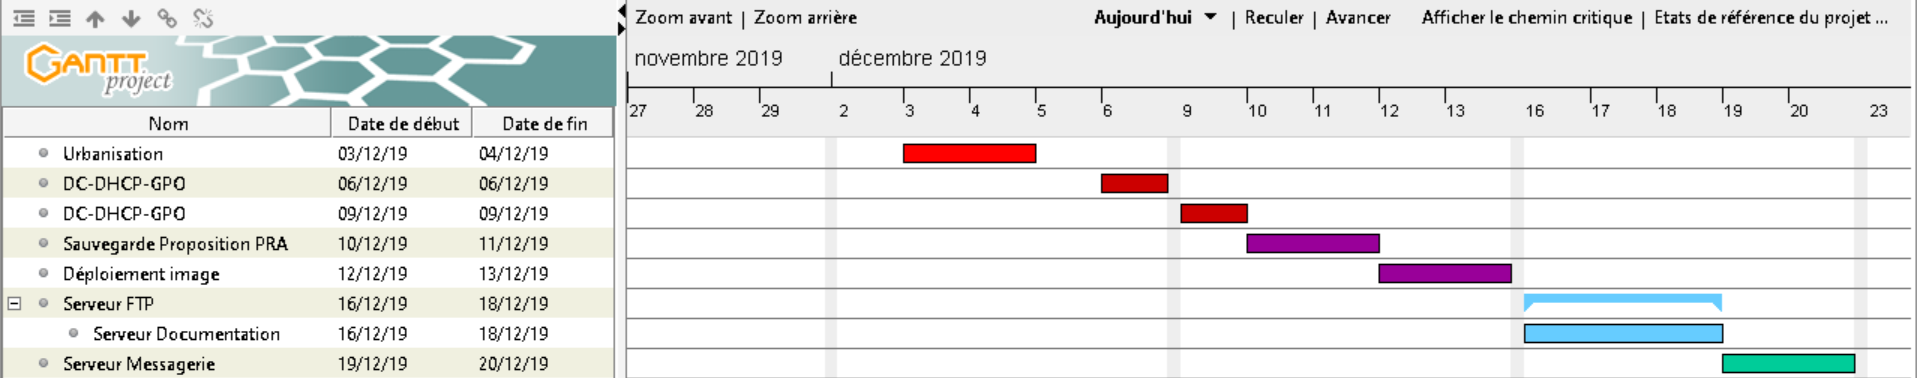 Zoom avant | Zoom arrière Aujourd'hui | Reculer | Avancer Afficher le chemin critique | Etats de référence du projet ...
GANTT project
novembre 2019 décembre 2019
27 28 29 2 3 4 5 6 9 10 11 12 13 16 17 18 19 20 23
Nom Date de début Date de fin
Urbanisation 03/12/19 04/12/19
DC-DHCP-GPO 06/12/19 06/12/19
DC-DHCP-GPO 09/12/19 09/12/19
Sauvegarde Proposition PRA 10/12/19 11/12/19
Déploiement image 12/12/19 13/12/19
Serveur FTP 16/12/19 18/12/19
Serveur Documentation 16/12/19 18/12/19
Serveur Messagerie 19/12/19 20/12/19